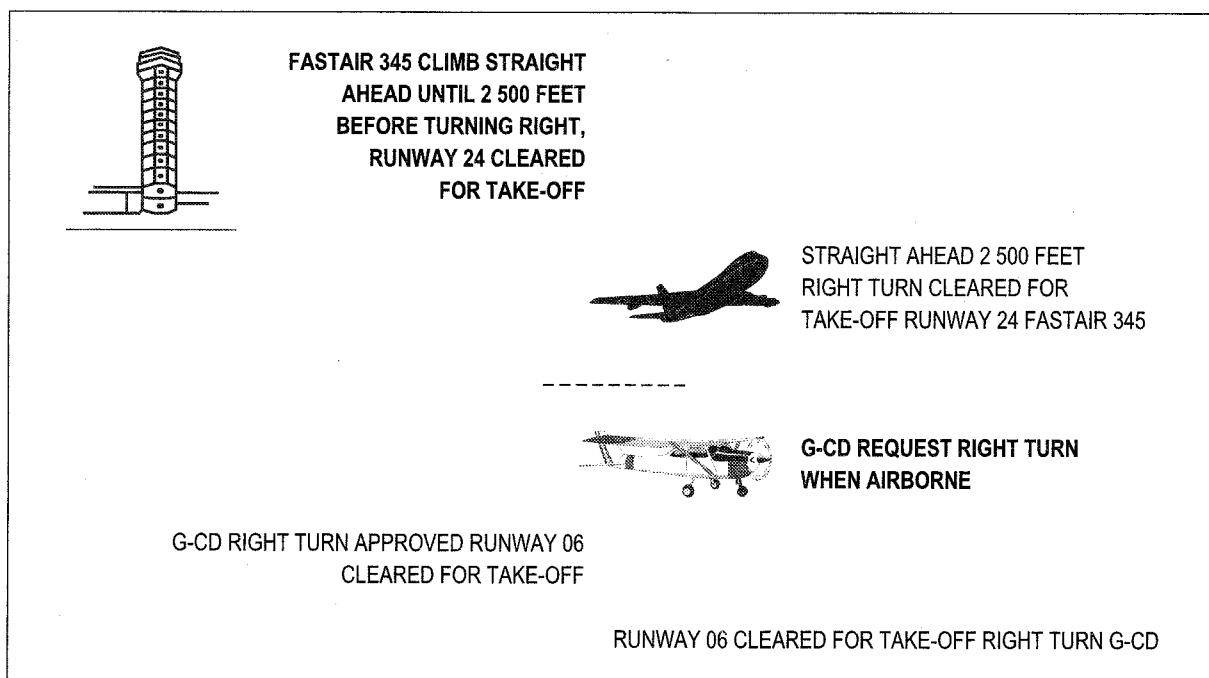 FASTAIR 345 CLIMB STRAIGHT
AHEAD UNTIL 2 500 FEET
BEFORE TURNING RIGHT,
RUNWAY 24 CLEARED
FOR TAKE-OFF
STRAIGHT AHEAD 2 500 FEET
RIGHT TURN CLEARED FOR
TAKE-OFF RUNWAY 24 FASTAIR 345
G-CD REQUEST RIGHT TURN
WHEN AIRBORNE
G-CD RIGHT TURN APPROVED RUNWAY 06
CLEARED FOR TAKE-OFF
RUNWAY 06 CLEARED FOR TAKE-OFF RIGHT TURN G-CD